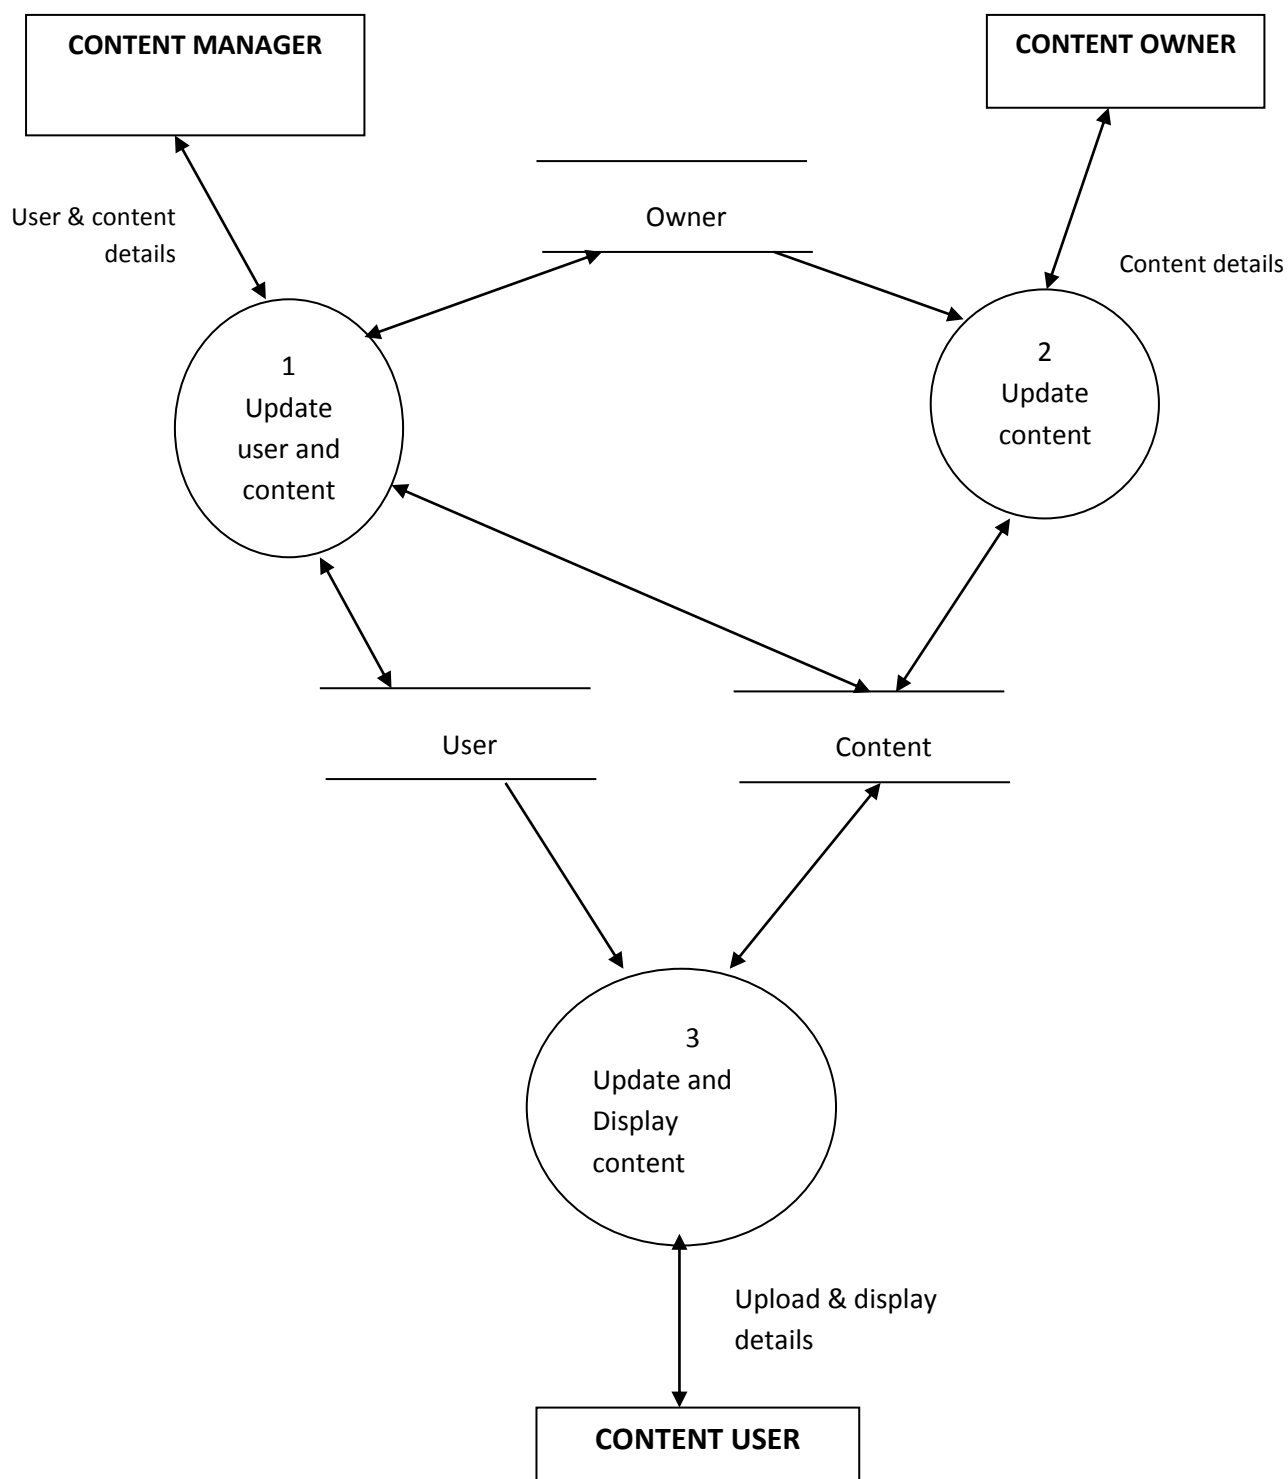 CONTENT MANAGER
CONTENT OWNER
User & content
details
Owner
Content details
1
Update
user and
content
2
Update
content
User
Content
3
Update and
Display
content
Upload & display
details
CONTENT USER